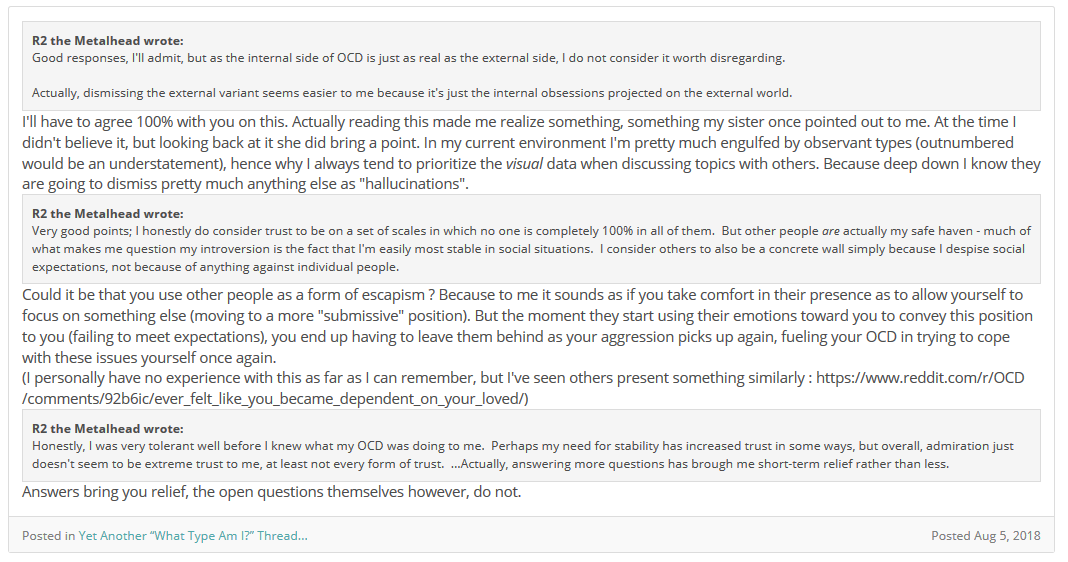 R2 the Metalhead wrote:
Good responses, I'll admit, but as the internal side of OCD is just as real as the external side, I do not consider it worth disregarding.
Actually, dismissing the external variant seems easier to me because it's just the internal obsessions projected on the external world.
I'll have to agree 100% with you on this. Actually reading this made me realize something, something my sister once pointed out to me. At the time I
didn't believe it, but looking back at it she did bring a point. In my current environment I'm pretty much engulfed by observant types (outnumbered
would be an understatement), hence why I always tend to prioritize the visual data when discussing topics with others. Because deep down I know they
are going to dismiss pretty much anything else as "hallucinations".
R2 the Metalhead wrote:
Very good points; I honestly do consider trust to be on a set of scales in which no one is completely 100% in all of them.  But other people are actually my safe haven - much of
what makes me question my introversion is the fact that I'm easily most stable in social situations.  I consider others to also be a concrete wall simply because I despise social
expectations, not because of anything against individual people.
Could it be that you use other people as a form of escapism ? Because to me it sounds as if you take comfort in their presence as to allow yourself to
focus on something else (moving to a more "submissive" position). But the moment they start using their emotions toward you to convey this position
to you (failing to meet expectations), you end up having to leave them behind as your aggression picks up again, fueling your OCD in trying to cope
with these issues yourself once again.
(I personally have no experience with this as far as I can remember, but I've seen others present something similarly : https://www.reddit.com/r/OCD
/comments/92b6ic/ever_felt_like_you_became_dependent_on_your_loved/)
R2 the Metalhead wrote:
Honestly, I was very tolerant well before I knew what my OCD was doing to me.  Perhaps my need for stability has increased trust in some ways, but overall, admiration just
doesn't seem to be extreme trust to me, at least not every form of trust.  ...Actually, answering more questions has brough me short-term relief rather than less.
Answers bring you relief, the open questions themselves however, do not.
Posted in Yet Another “What Type Am I?” Thread...
Posted Aug 5, 2018